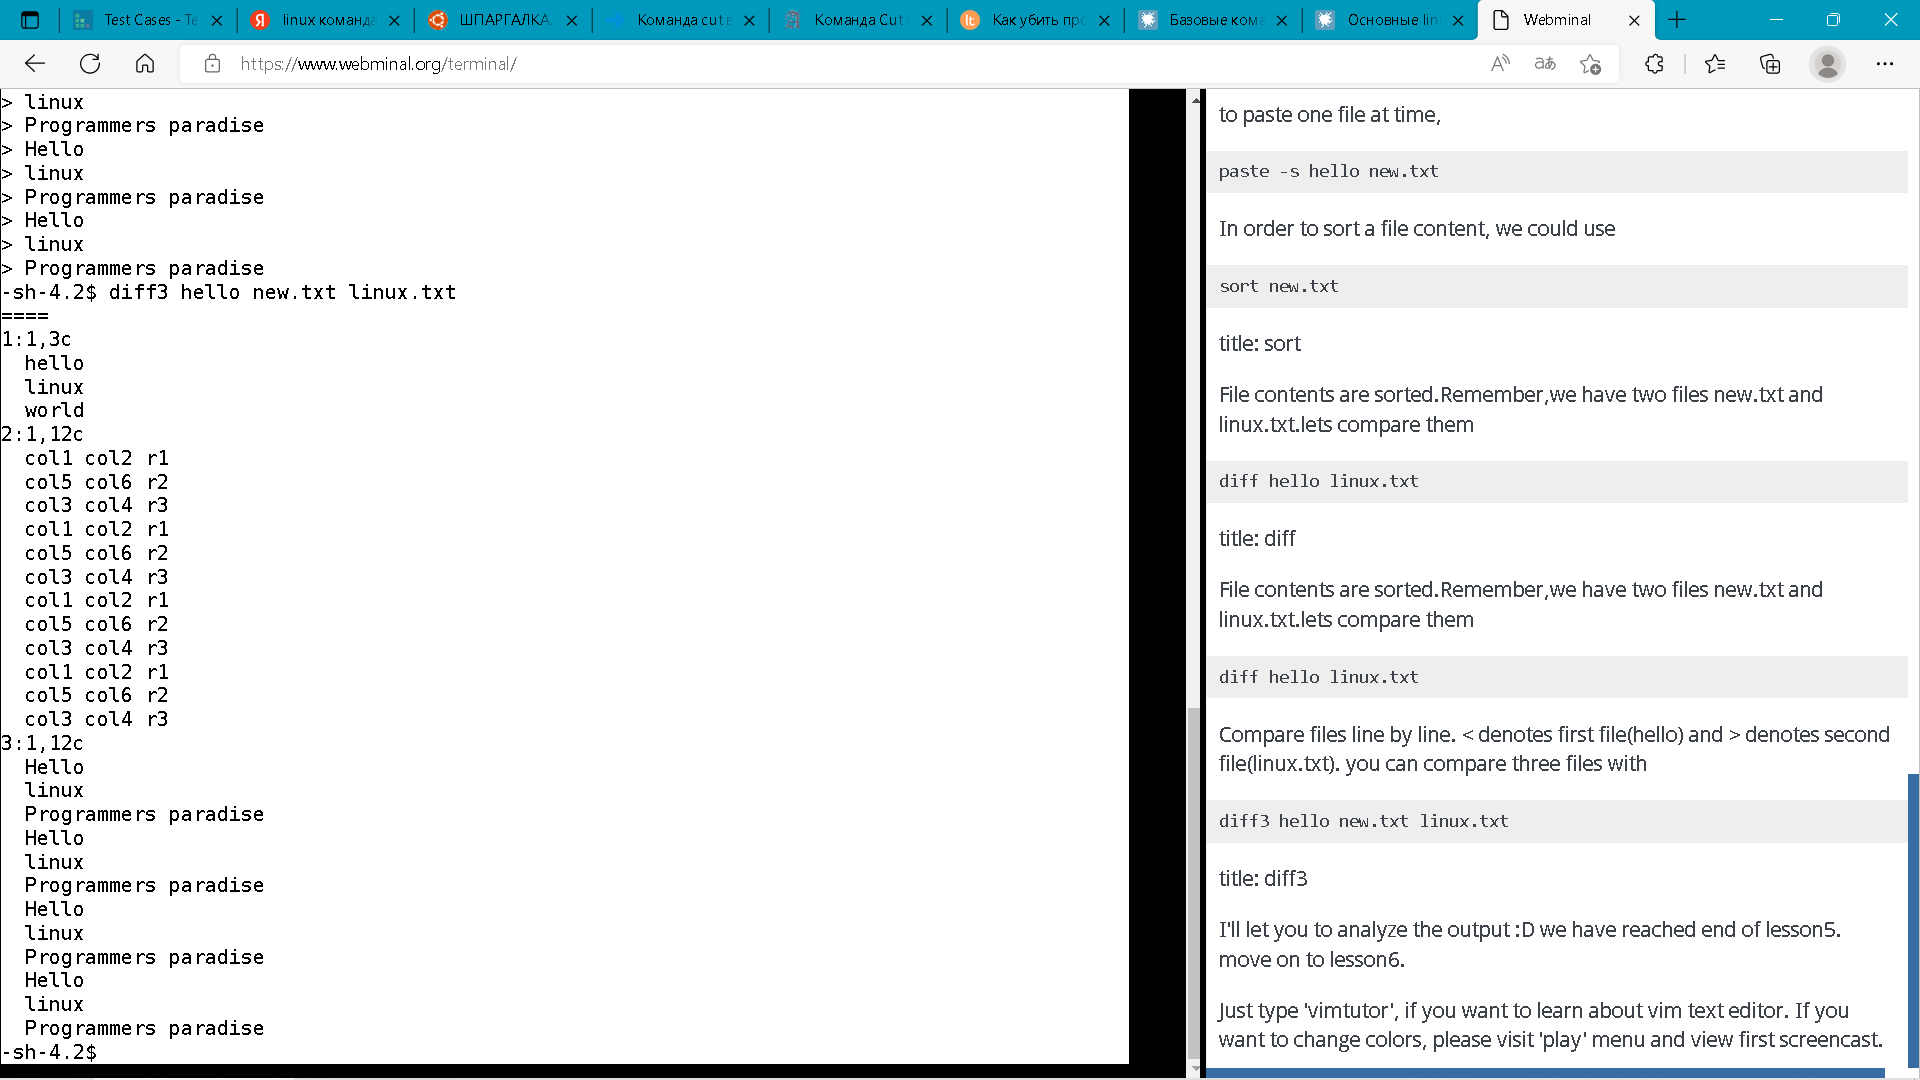 Test Cases - Te
linux команда
ШПАРГАЛКА
Команда cut в
Команда Cut
Как убить про
Базовые кома
Основные lin
Webminal
https://www.webminal.org/terminal/
> linux
> Programmers paradise
> Hello
> linux
> Programmers paradise
> Hello
> linux
> Programmers paradise
-sh-4.2$ diff3 hello new.txt linux.txt
====
1:1,3c
hello
linux
world
2:1,12c
col1 col2 r1
col5 col6 r2
col3 col4 r3
col1 col2 r1
col5 col6 r2
col3 col4 r3
col1 col2 r1
col5 col6 r2
col3 col4 r3
col1 col2 r1
col5 col6 r2
col3 col4 r3
3:1,12c
Hello
linux
Programmers paradise
Hello
linux
Programmers paradise
Hello
linux
Programmers paradise
Hello
linux
Programmers paradise
-sh-4.2$
to paste one file at time,
paste -s hello new.txt
In order to sort a file content, we could use
sort new.txt
title: sort
File contents are sorted.Remember,we have two files new.txt and
linux.txt.lets compare them
diff hello linux.txt
title: diff
File contents are sorted.Remember,we have two files new.txt and
linux.txt.lets compare them
diff hello linux.txt
Compare files line by line. < denotes first file(hello) and > denotes second
file(linux.txt). you can compare three files with
diff3 hello new.txt linux.txt
title: diff3
I'll let you to analyze the output :D we have reached end of lesson5.
move on to lesson6.
Just type 'vimtutor', if you want to learn about vim text editor. If you
want to change colors, please visit 'play' menu and view first screencast.